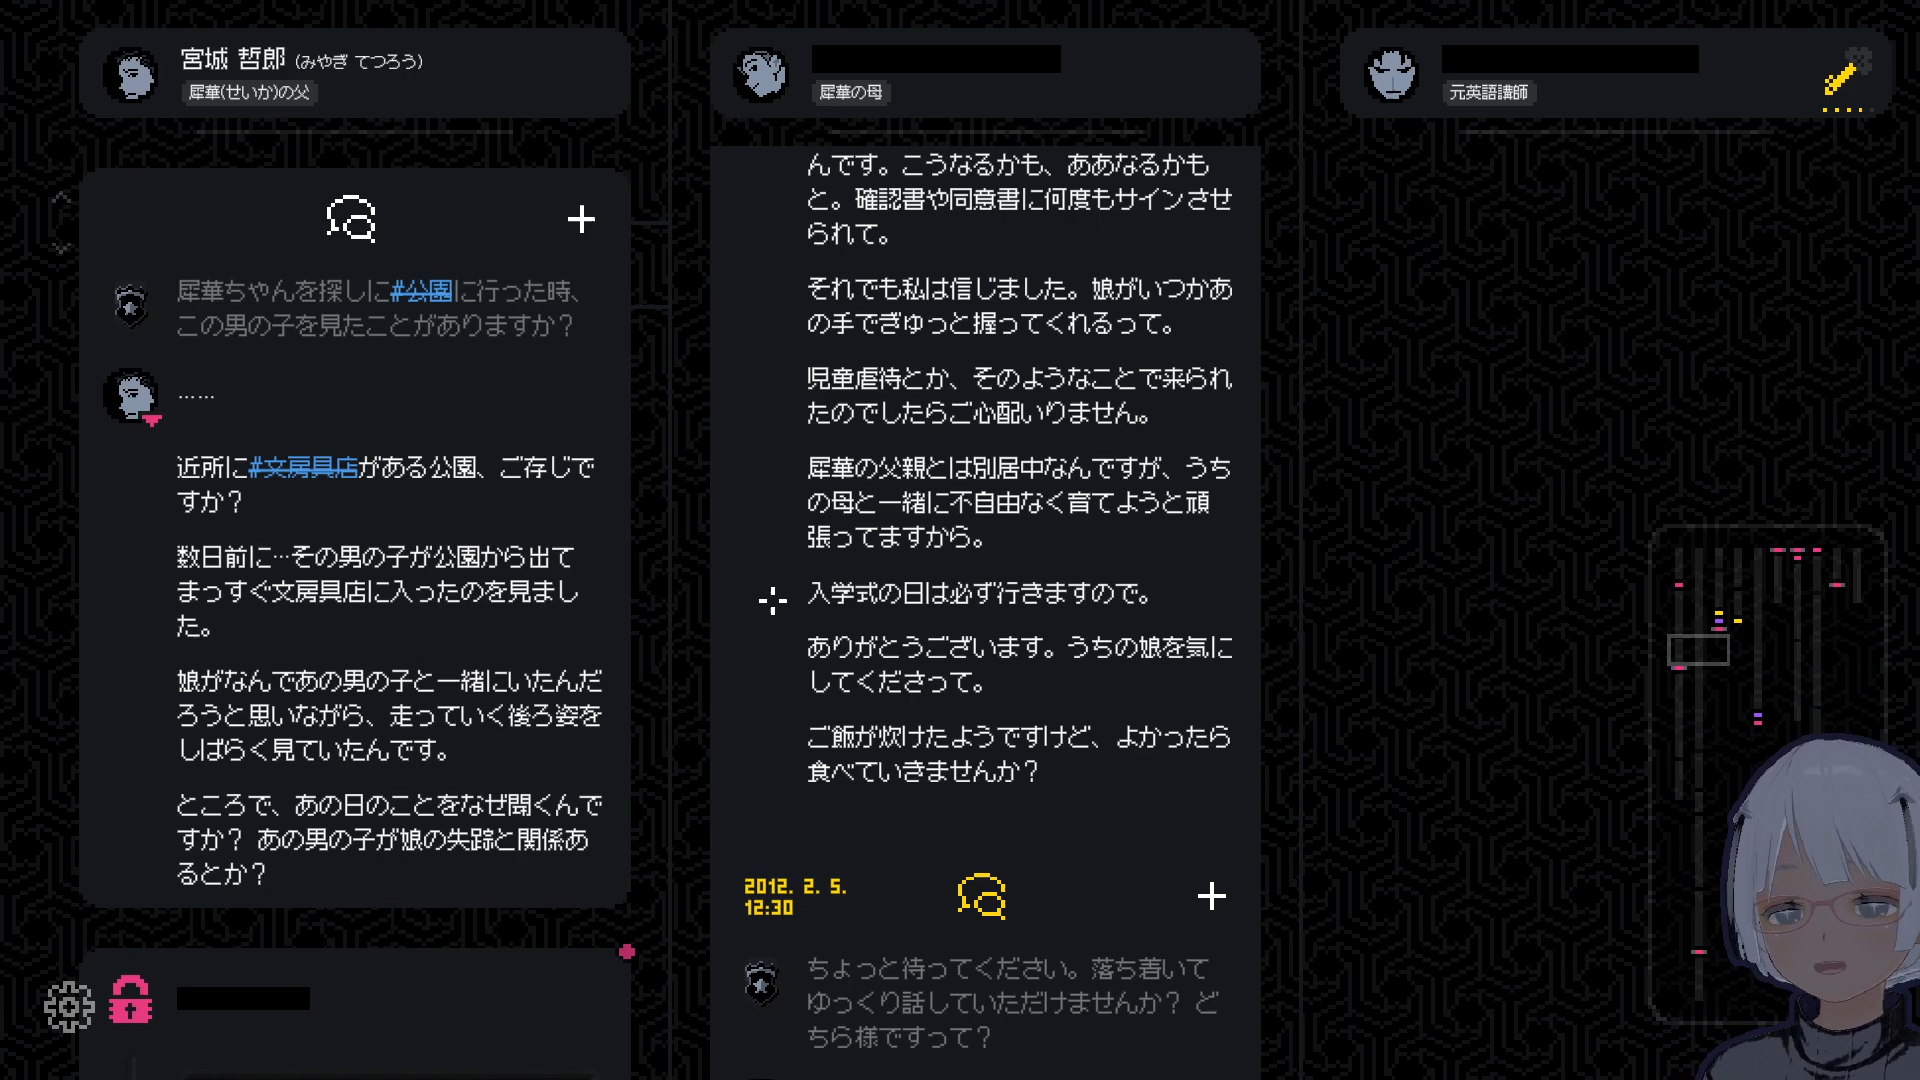 宮城 哲郎 (みやぎ てつろう)
犀華(せいか)の父
犀華ちゃんを探しに#公園に行った時、
この男の子を見たことがありますか？
……
近所に#文房具店がある公園、ご存じで
すか？
数日前に…その男の子が公園から出て
まっすぐ文房具店に入ったのを見まし
た。
娘がなんであの男の子と一緒にいたんだ
ろうと思いながら、走っていく後ろ姿を
しばらく見ていたんです。
ところで、あの日のことをなぜ聞くんで
すか？ あの男の子が娘の失踪と関係あ
るとか？
犀華の母
んです。こうなるかも、ああなるかも
と。確認書や同意書に何度もサインさせ
られて。
それでも私は信じました。娘がいつかあ
の手でぎゅっと握ってくれるって。
児童虐待とか、そのようなことで来られ
たのでしたらご心配いりません。
犀華の父親とは別居中なんですが、うち
の母と一緒に不自由なく育てようと頑
張ってますから。
入学式の日は必ず行きますので。
ありがとうございます。うちの娘を気に
してくださって。
ご飯が炊けたようですけど、よかったら
食べていきませんか？
2012. 2. 5.
12:30
ちょっと待ってください。落ち着いて
ゆっくり話していただけませんか？ ど
ちら様ですって？
元英語講師